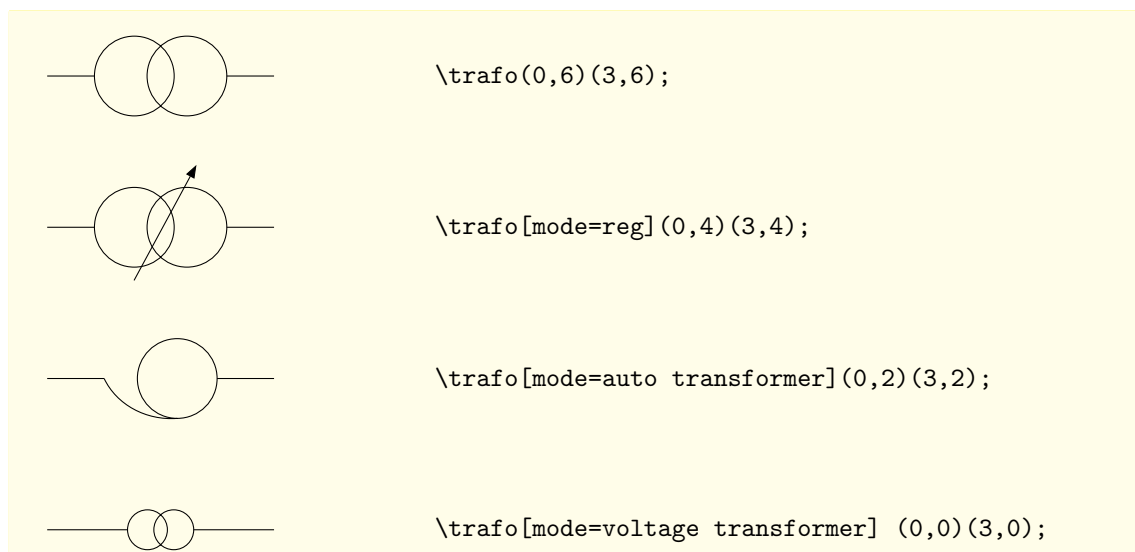 \trafo(0,6)(3,6);
\trafo[mode=reg](0,4)(3,4);
\trafo[mode=auto transformer](0,2)(3,2);
\trafo[mode=voltage transformer] (0,0)(3,0);